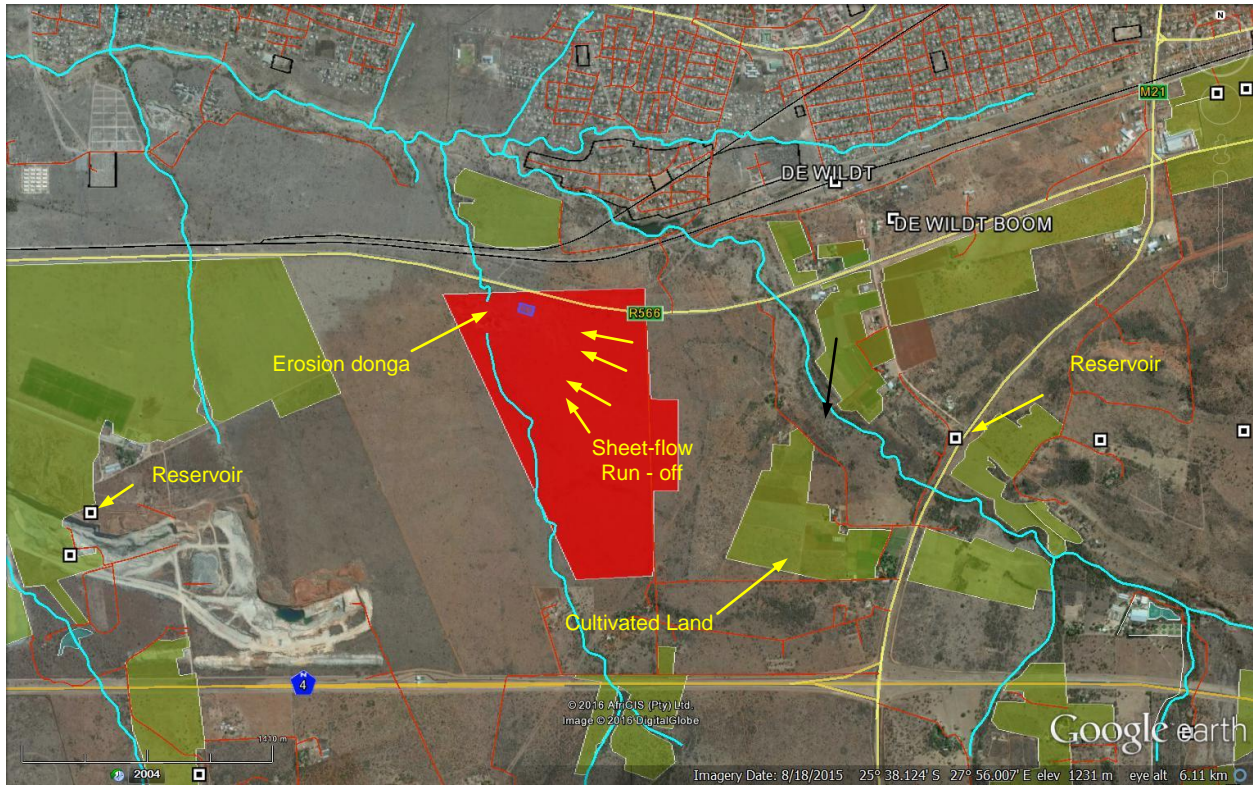 N
M21
DE WILDT
DE WILDT BOOM
R566
Erosion donga
Reservoir
Sheet-flow
Run - off
Reservoir
Cultivated Land
N
4
© 2016 AfriGIS (Pty) Ltd.
Image © 2016 DigitalGlobe
Google earth
1410 m
2004
Imagery Date: 8/18/2015 25° 38.124' S 27° 56.007' E elev 1231 m eye alt 6.11 km